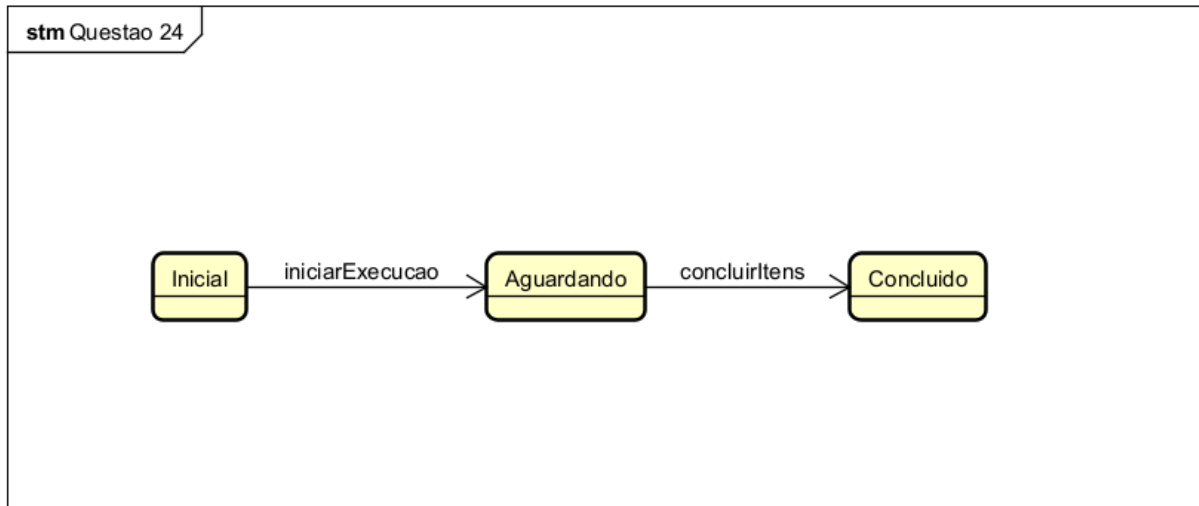 stm Questao 24
Inicial
iniciarExecucao
Aguardando
concluirItens
Concluido